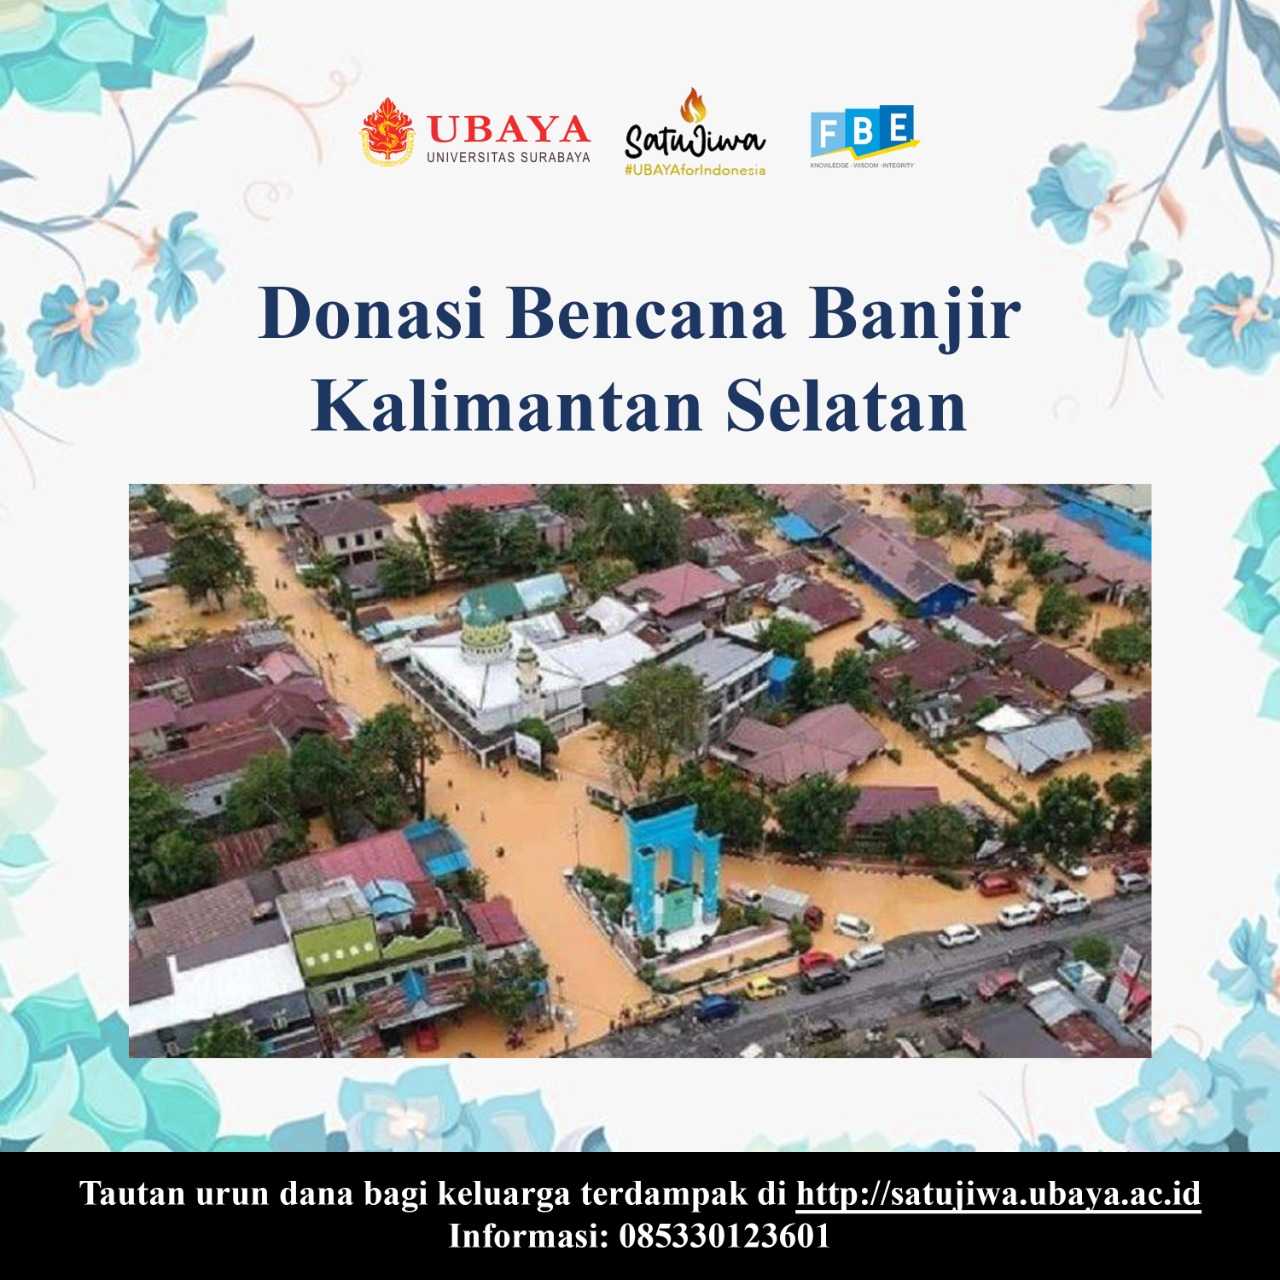 UBAYA
UNIVERSITAS SURABAYA
SatuJiwa
#UBAYAforIndonesia
FBE
KNOWLEDGE - WISDOM - INTEGRITY
Donasi Bencana Banjir
Kalimantan Selatan
Tautan urun dana bagi keluarga terdampak di http://satujiwa.ubaya.ac.id
Informasi: 085330123601